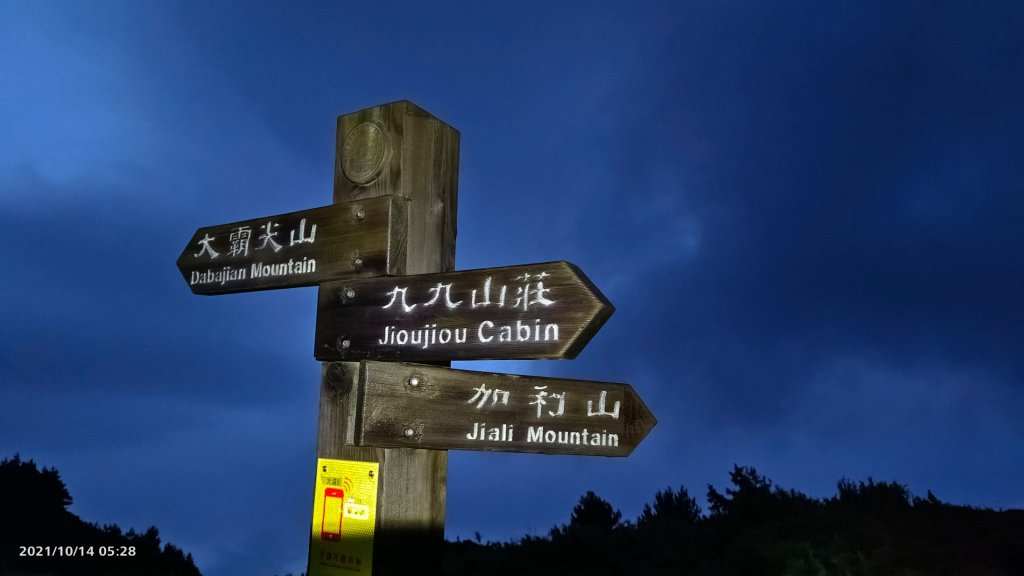 大霸尖山
Dabajian Mountain
九九山莊
Jioujiou Cabin
加利山
Jiali Mountain
2021/10/14 05:28